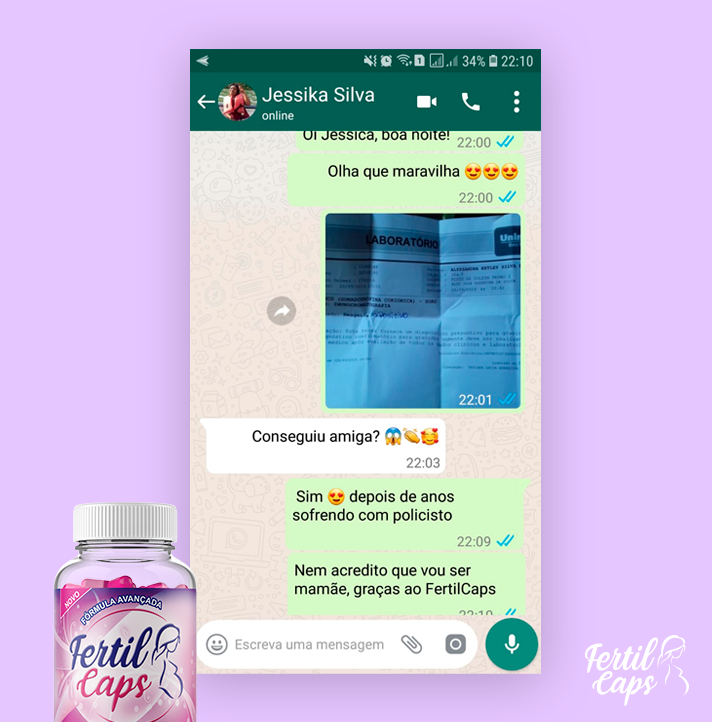 34% 22:10
Jessika Silva
online
Oi Jessica, boa noite!
22:00
Olha que maravilha 😍😍😍
22:00
LABORATÓRIO
22:01
Conseguiu amiga? 😱👏🥰
22:03
Sim 😍 depois de anos
sofrendo com policisto
22:09
Nem acredito que vou ser
mamãe, graças ao FertilCaps
22:10
Escreva uma mensagem
NOVO
FÓRMULA AVANÇADA
Fertil
Caps
Fertil
Caps